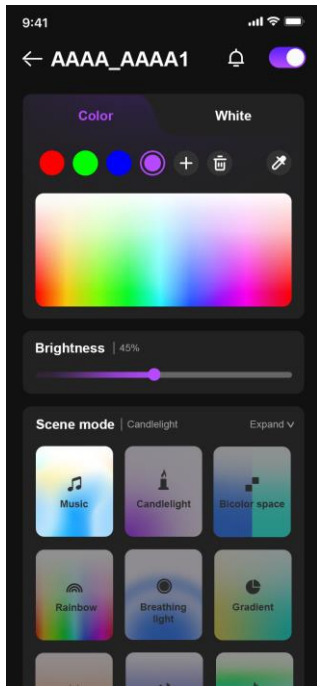 9:41
AAAA_AAAA1
Color
White
Brightness | 45%
Scene mode | Candlelight
Expand
Music
Candlelight
Bicolor space
Rainbow
Breathing
light
Gradient